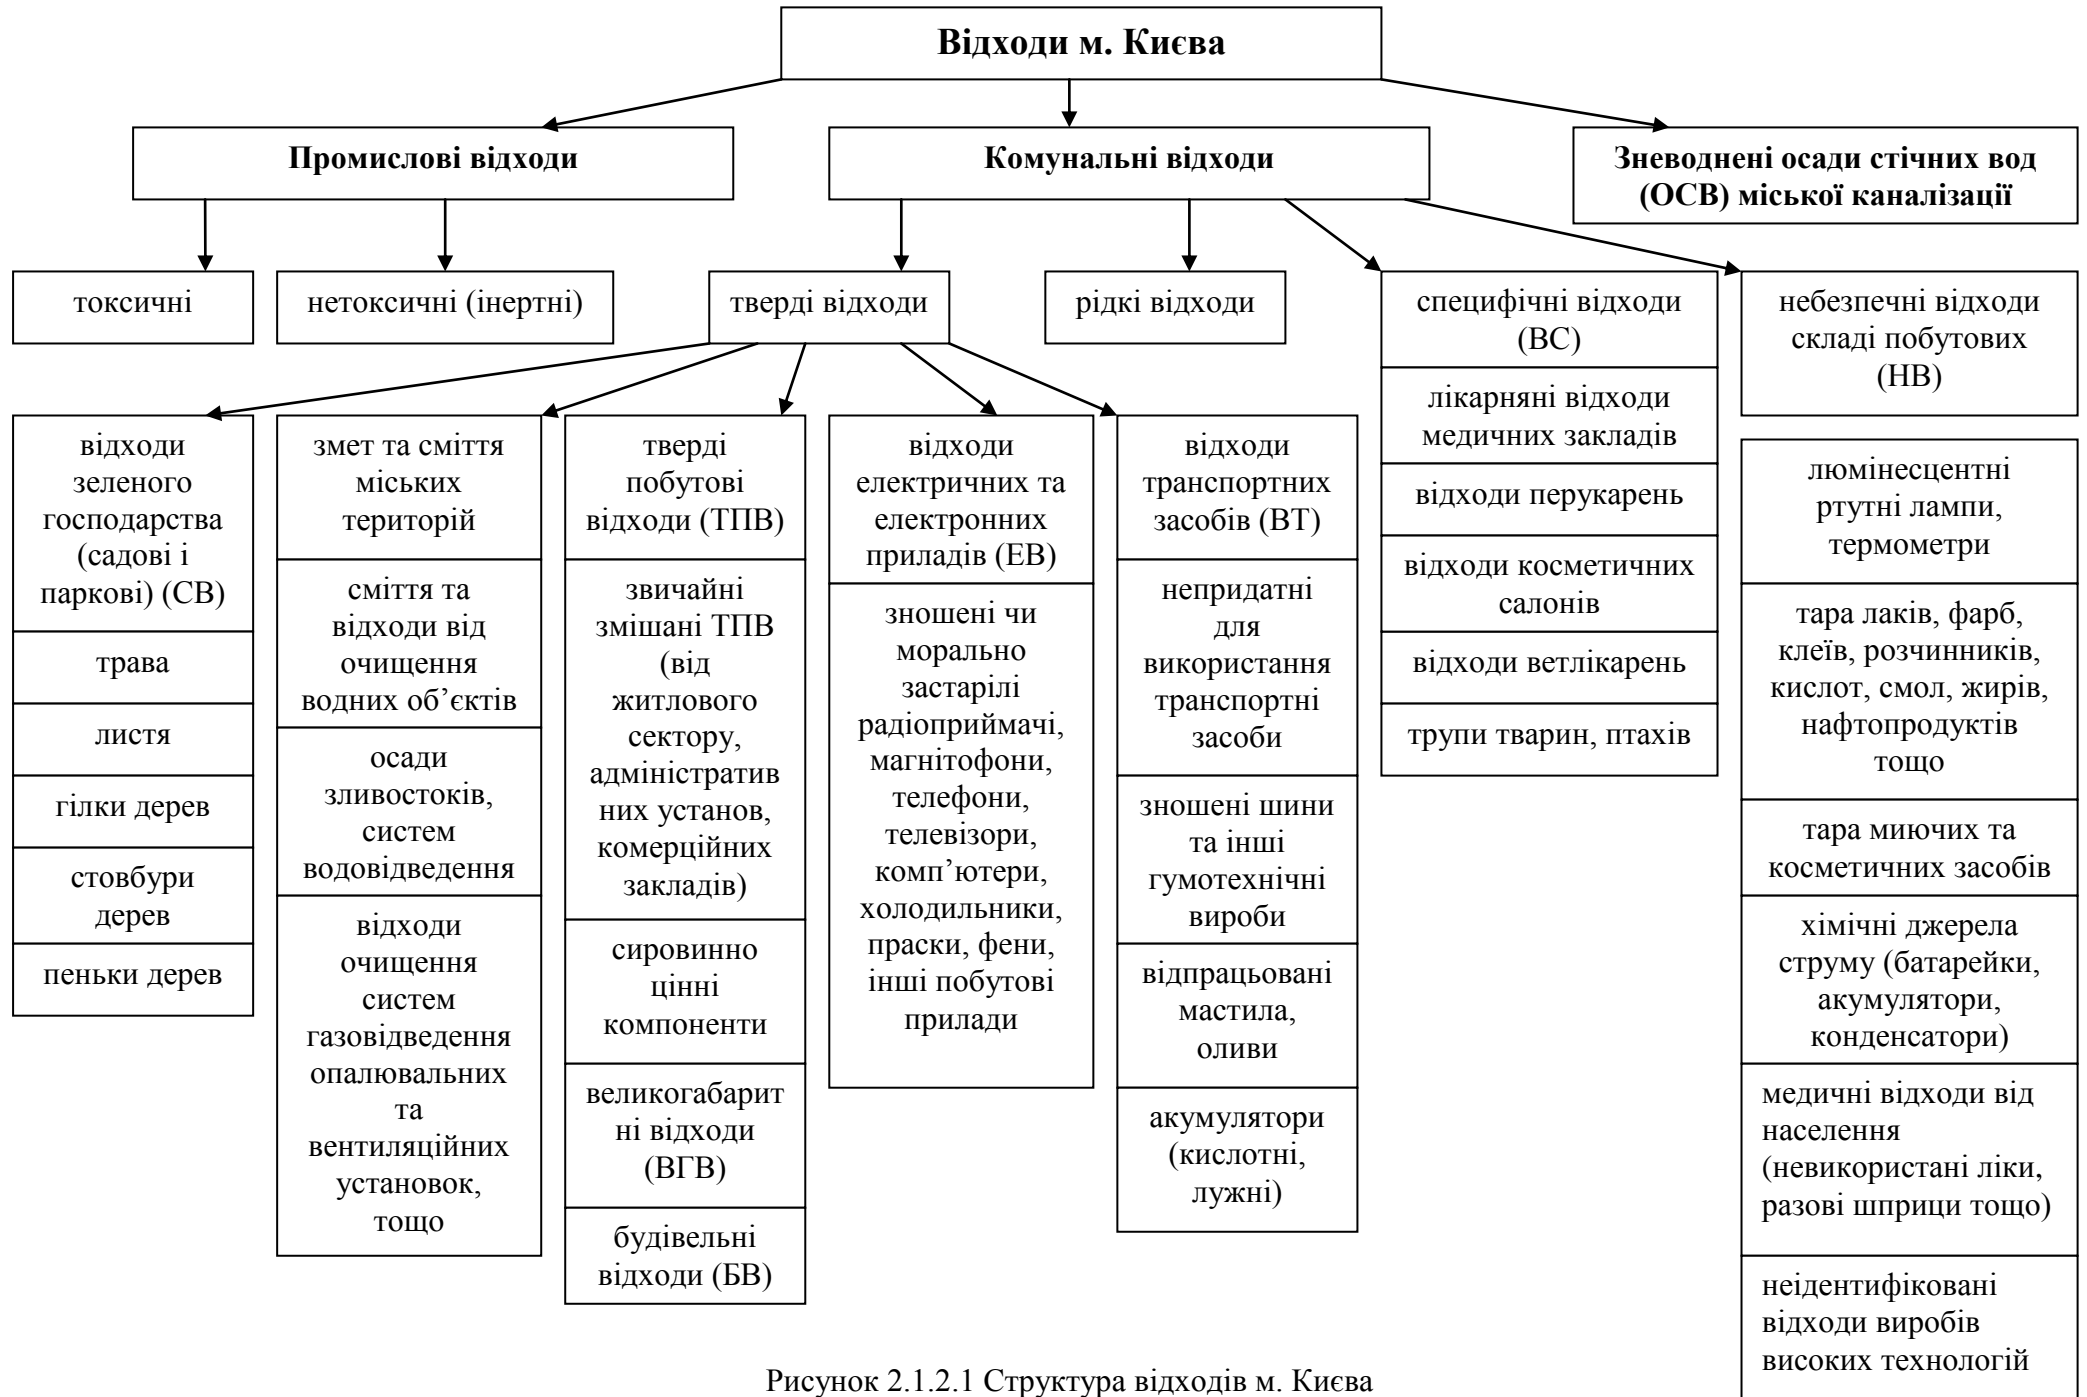 Відходи м. Києва
Промислові відходи
Комунальні відходи
Зневоднені осади стічних вод
(ОСВ) міської каналізації
токсичні
нетоксичні (інертні)
тверді відходи
рідкі відходи
специфічні відходи
(ВС)
лікарняні відходи
медичних закладів
відходи перукарень
відходи косметичних
салонів
відходи ветлікарень
трупи тварин, птахів
небезпечні відходи
складі побутових
(НВ)
люмінесцентні
ртутні лампи,
термометри
тара лаків, фарб,
клеїв, розчинників,
кислот, смол, жирів,
нафтопродуктів
тощо
тара миючих та
косметичних засобів
хімічні джерела
струму (батарейки,
акумулятори,
конденсатори)
медичні відходи від
населення
(невикористані ліки,
разові шприци тощо)
неідентифіковані
відходи виробів
високих технологій
відходи
зеленого
господарства
(садові і
паркові) (СВ)
трава
листя
гілки дерев
стовбури
дерев
пеньки дерев
змет та сміття
міських
територій
сміття та
відходи від
очищення
водних об’єктів
осади
зливостоків,
систем
водовідведення
відходи
очищення
систем
газовідведення
опалювальних
та
вентиляційних
установок,
тощо
тверді
побутові
відходи (ТПВ)
звичайні
змішані ТПВ
(від
житлового
сектору,
адміністратив
них установ,
комерційних
закладів)
сировинно
цінні
компоненти
великогабарит
ні відходи
(ВГВ)
будівельні
відходи (БВ)
відходи
електричних та
електронних
приладів (ЕВ)
зношені чи
морально
застарілі
радіоприймачі,
магнітофони,
телефони,
телевізори,
комп’ютери,
холодильники,
праски, фени,
інші побутові
прилади
відходи
транспортних
засобів (ВТ)
непридатні
для
використання
транспортні
засоби
зношені шини
та інші
гумотехнічні
вироби
відпрацьовані
мастила,
оливи
акумулятори
(кислотні,
лужні)
Рисунок 2.1.2.1 Структура відходів м. Києва